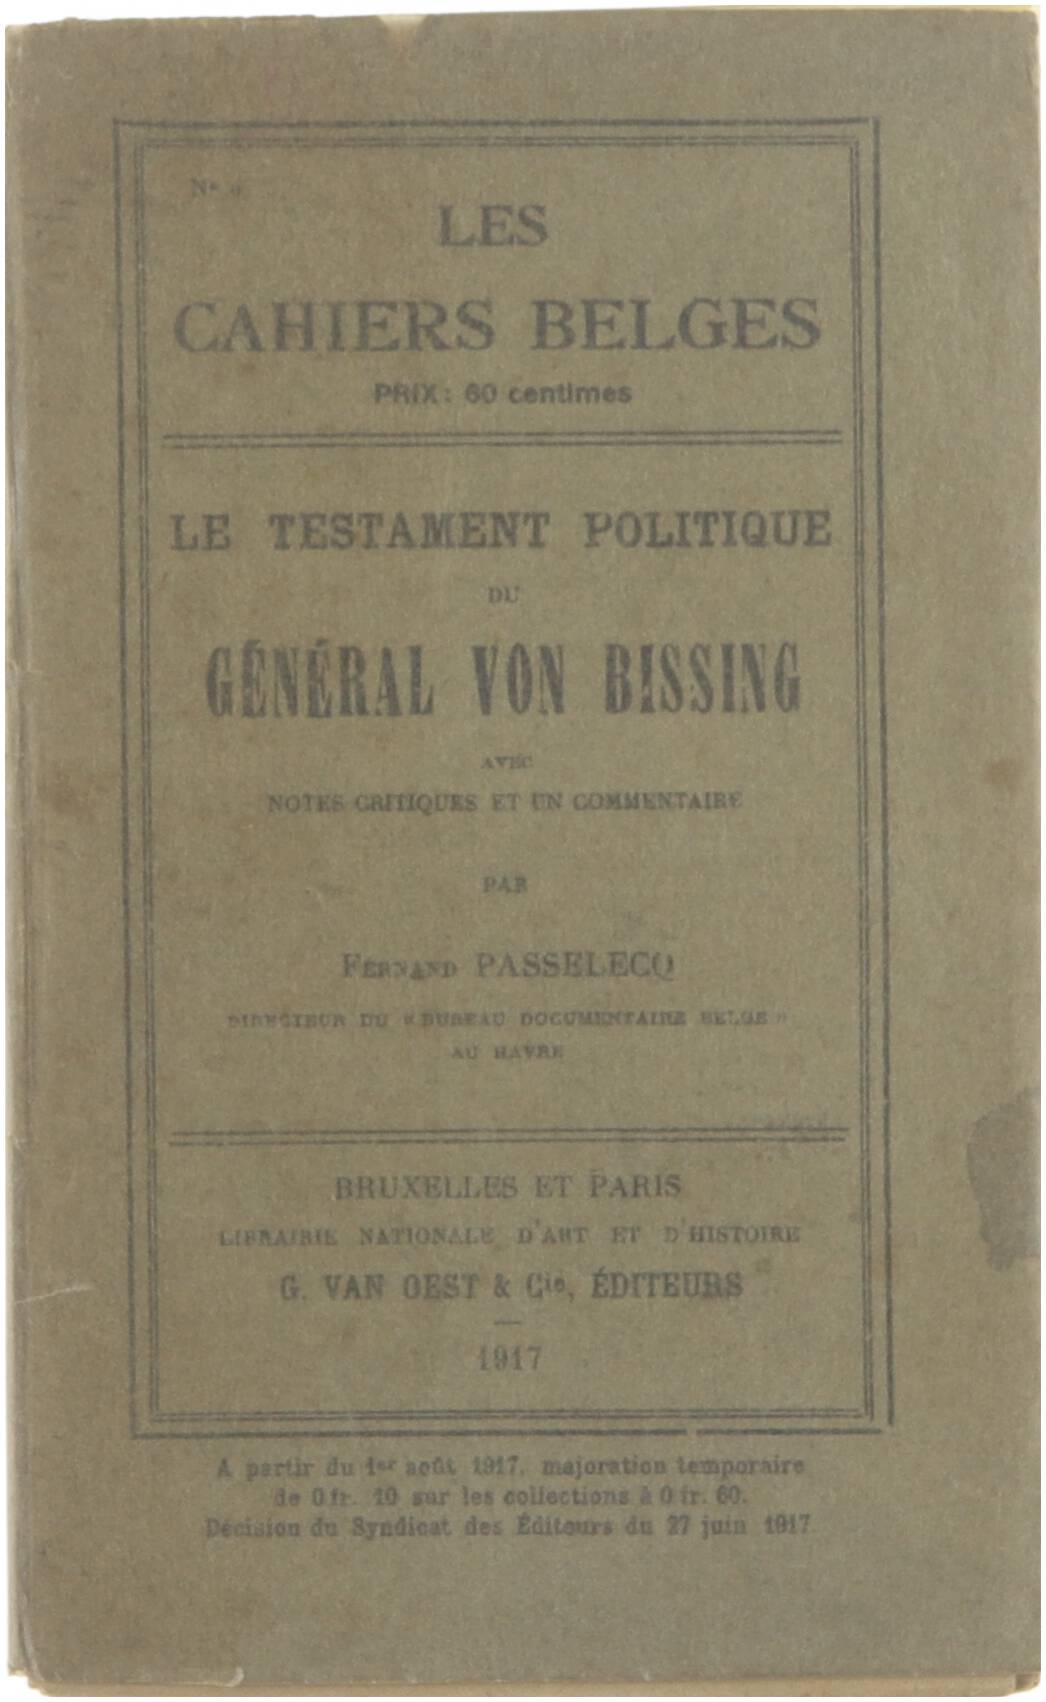 N°
LES
CAHIERS BELGES
PRIX : 60 centimes
LE TESTAMENT POLITIQUE
DU
GÉNÉRAL VON BISSING
AVEC
NOTES CRITIQUES ET UN COMMENTAIRE
PAR
FERNAND PASSELECQ
DIRECTEUR DU « BUREAU DOCUMENTAIRE BELGE »
AU HAVRE
BRUXELLES ET PARIS
LIBRAIRIE NATIONALE D'ART ET D'HISTOIRE
G. VAN OEST & Cie, ÉDITEURS
1917
A partir du 1er août 1917, majoration temporaire
de 0 fr. 10 sur les collections à 0 fr. 60.
Décision du Syndicat des Éditeurs du 27 juin 1917